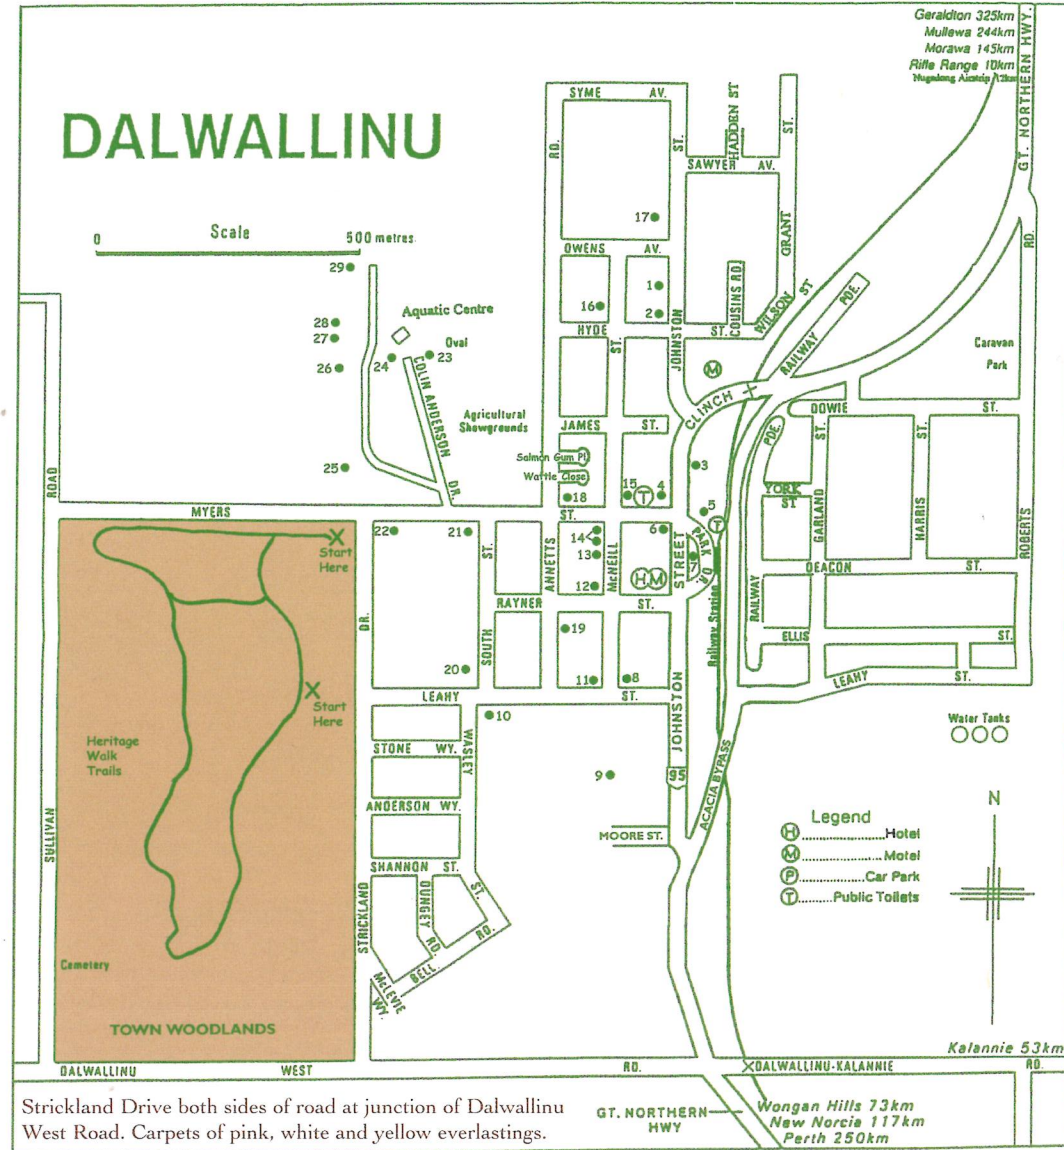 Geraldton 325km
Mullewa 244km
Morawa 145km
Rifle Range 10km
Nugadong Airstrip 12km
GT. NORTHERN HWY.
DALWALLINU
SYME AV.
HADDEN ST
ST.
RD.
ST.
SAWYER AV.
17
GRANT
RD.
Scale
0 500 metres
OWENS AV.
29
1
COUSINS RD.
WILSON ST
PDE.
16
2
Aquatic Centre
28
HYDE ST.
JOHNSTON
27
Oval
ST.
RAILWAY
Caravan
Park
26
24
23
COLIN ANDERSON DR.
M
CLINCH
DOWIE ST.
Agricultural
Showgrounds
JAMES ST.
PDE.
ST.
ST.
Salmon Gum Pl.
3
25
Wattle Close
ROAD
18
15
T
4
YORK
ST
GARLAND
HARRIS
ROBERTS
MYERS ST.
5
T
22
21
14
6
PARK DR.
Start
Here
ST.
ANNETTS
13
McNEILL
STREET
7
DEACON ST.
H M
12
RAYNER ST.
RAILWAY
DR.
Railway Station
19
ELLIS ST.
SOUTH
20
11
8
LEAHY ST.
LEAHY ST.
Start
Here
10
Water Tanks
Heritage
Walk
Trails
STONE WY.
WASLEY
JOHNSTON
9
95
ACACIA BYPASS
N
ANDERSON WY.
SULLIVAN
MOORE ST.
Legend
H ..............Hotel
M ..............Motel
P..............Car Park
T.........Public Toilets
SHANNON ST.
ST.
STRICKLAND
DUNGEY RD.
BELL RD.
McLEVIE WY.
Cemetery
TOWN WOODLANDS
Kalannie 53km
DALWALLINU WEST RD.
DALWALLINU-KALANNIE RD.
Strickland Drive both sides of road at junction of Dalwallinu
West Road. Carpets of pink, white and yellow everlastings.
GT. NORTHERN
HWY
Wongan Hills 73km
New Norcia 117km
Perth 250km